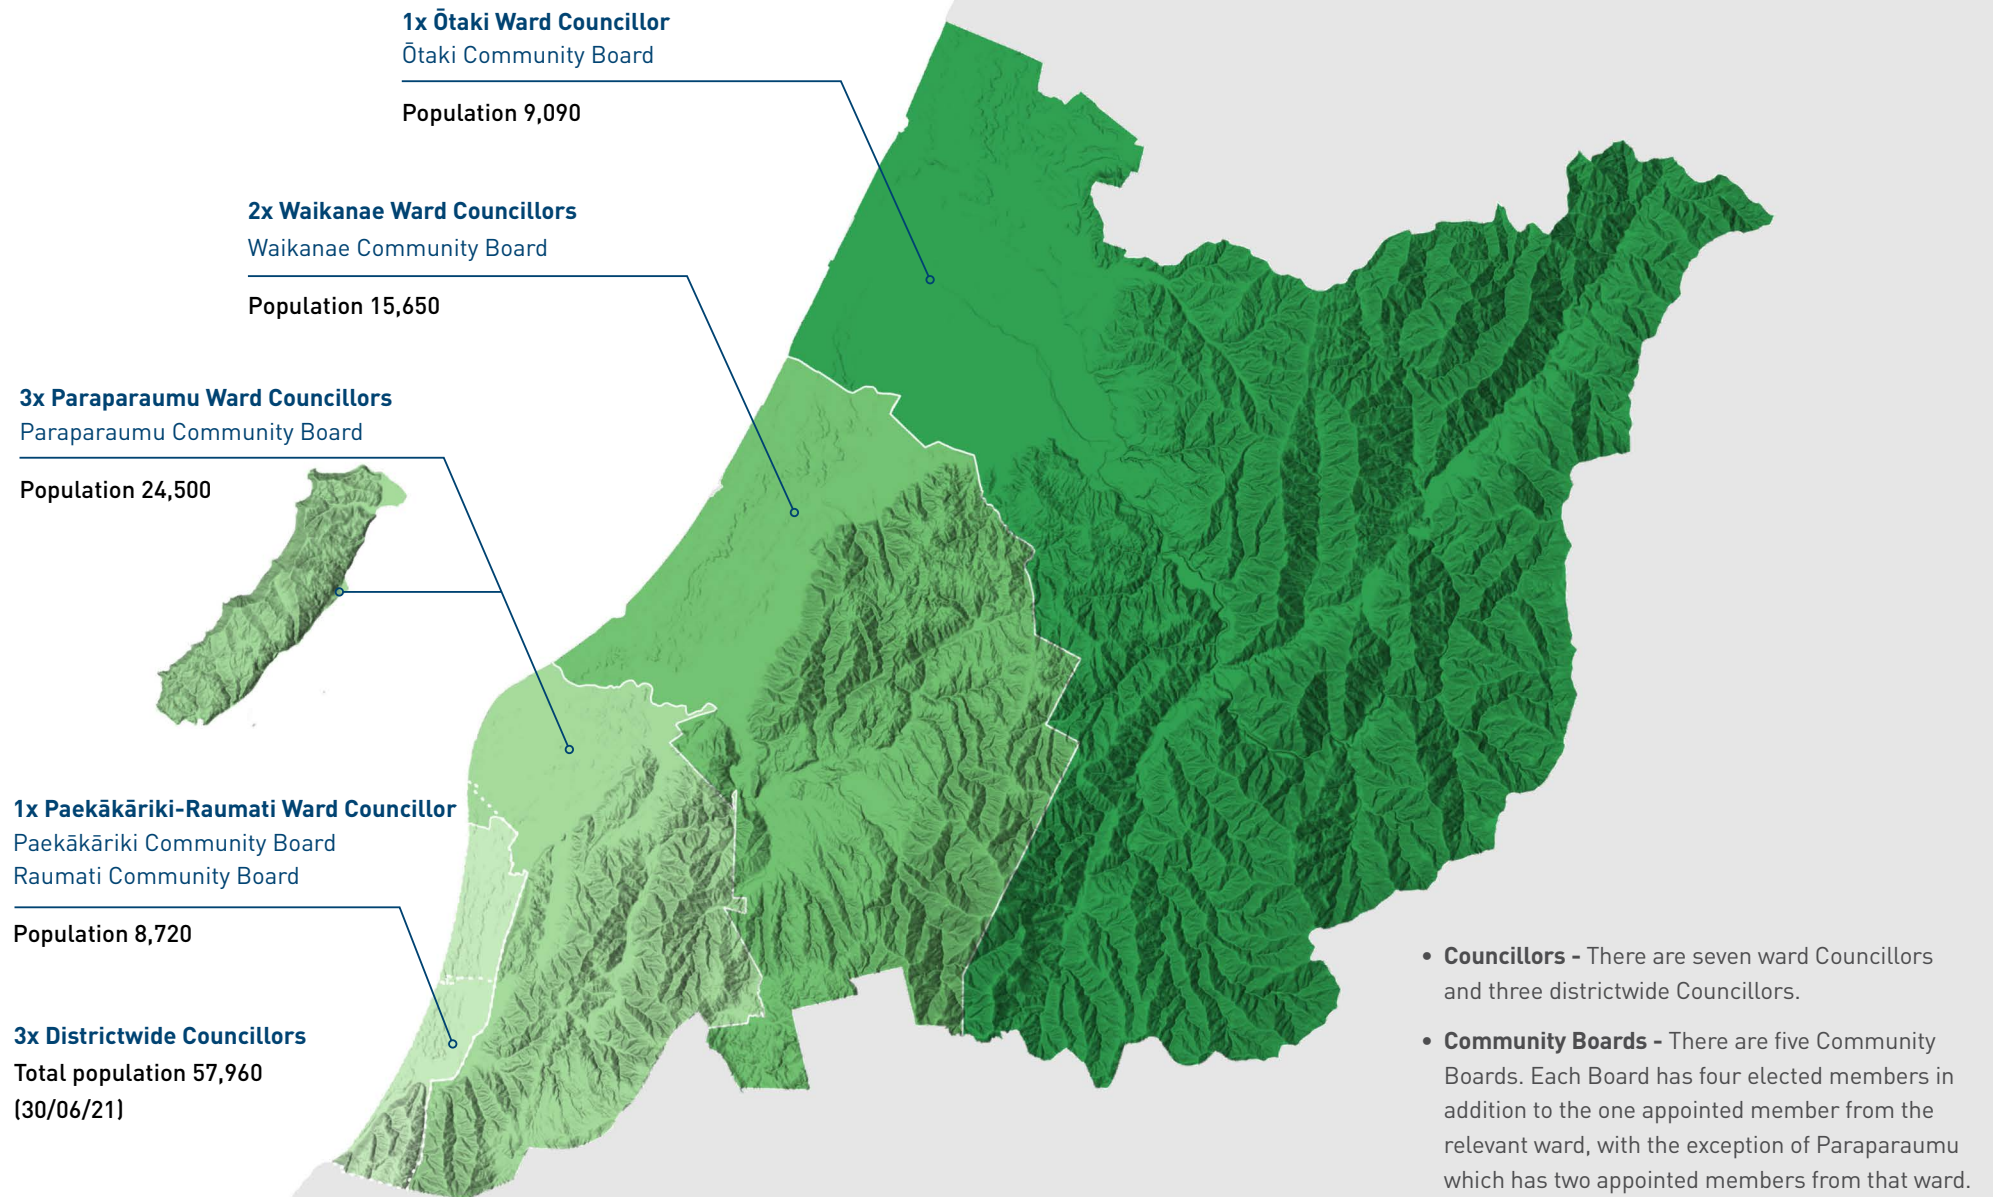 1x Ōtaki Ward Councillor
Ōtaki Community Board
Population 9,090
2x Waikanae Ward Councillors
Waikanae Community Board
Population 15,650
3x Paraparaumu Ward Councillors
Paraparaumu Community Board
Population 24,500
1x Paekākāriki-Raumati Ward Councillor
Paekākāriki Community Board
Raumati Community Board
Population 8,720
3x Districtwide Councillors
Total population 57,960
(30/06/21)
• Councillors - There are seven ward Councillors
and three districtwide Councillors.
• Community Boards - There are five Community
Boards. Each Board has four elected members in
addition to the one appointed member from the
relevant ward, with the exception of Paraparaumu
which has two appointed members from that ward.